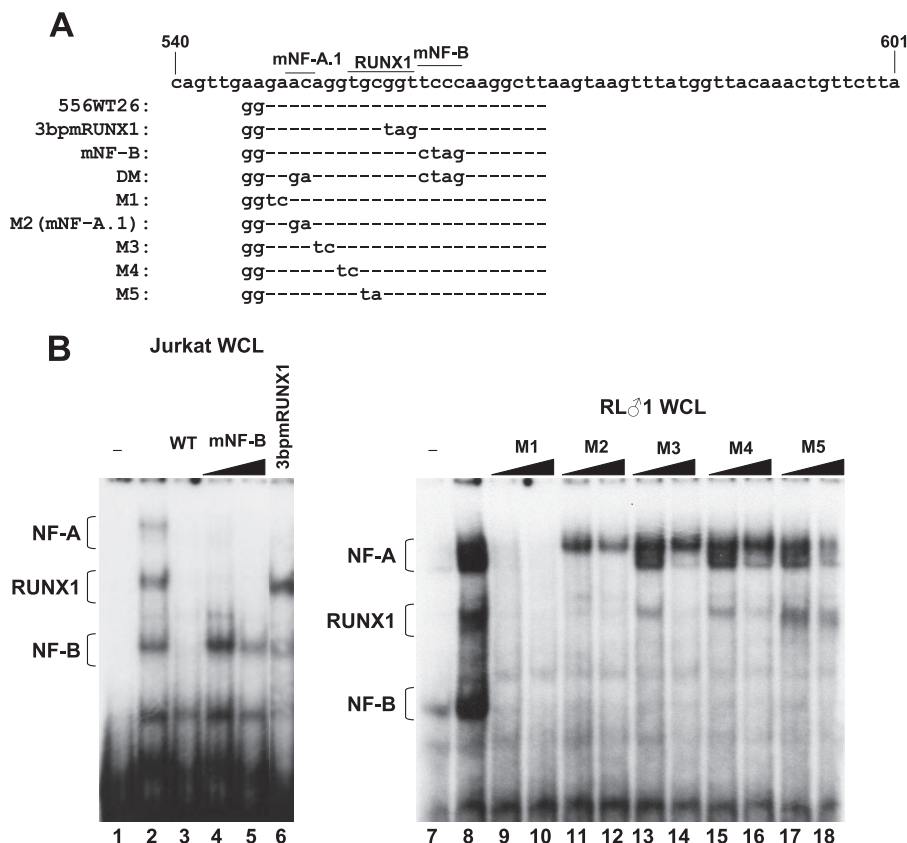 A
540
601
mNF-A.1
RUNX1
mNF-B
cagttgaagaacaggtgcggttcccaaggcttaagtaagtttatggttacaaactgttctta
556WT26: gg------------------------
3bpmRUNX1: gg----------tag-----------
mNF-B: gg-------------ctag-------
DM: gg--ga---------ctag-------
M1: ggtc----------------------
M2(mNF-A.1): gg--ga--------------------
M3: gg----tc------------------
M4: gg------tc----------------
M5: gg--------ta--------------
B
Jurkat WCL
– WT mNF-B 3bpmRUNX1
NF-A
RUNX1
NF-B
1 2 3 4 5 6
RL♂1 WCL
– M1 M2 M3 M4 M5
NF-A
RUNX1
NF-B
7 8 9 10 11 12 13 14 15 16 17 18